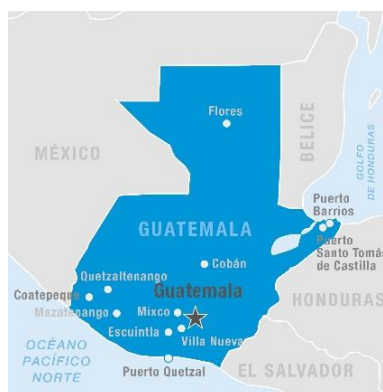 Flores
BELICE
MÉXICO
GOLFO
DE HONDURAS
Puerto
Barrios
GUATEMALA
Puerto
Santo Tomás
de Castilla
Cobán
Quetzaltenango
Guatemala
Coatepeque
HONDURAS
Mazatenango
Mixco
Escuintla
Villa Nueva
OCÉANO
PACÍFICO
NORTE
Puerto Quetzal
EL SALVADOR